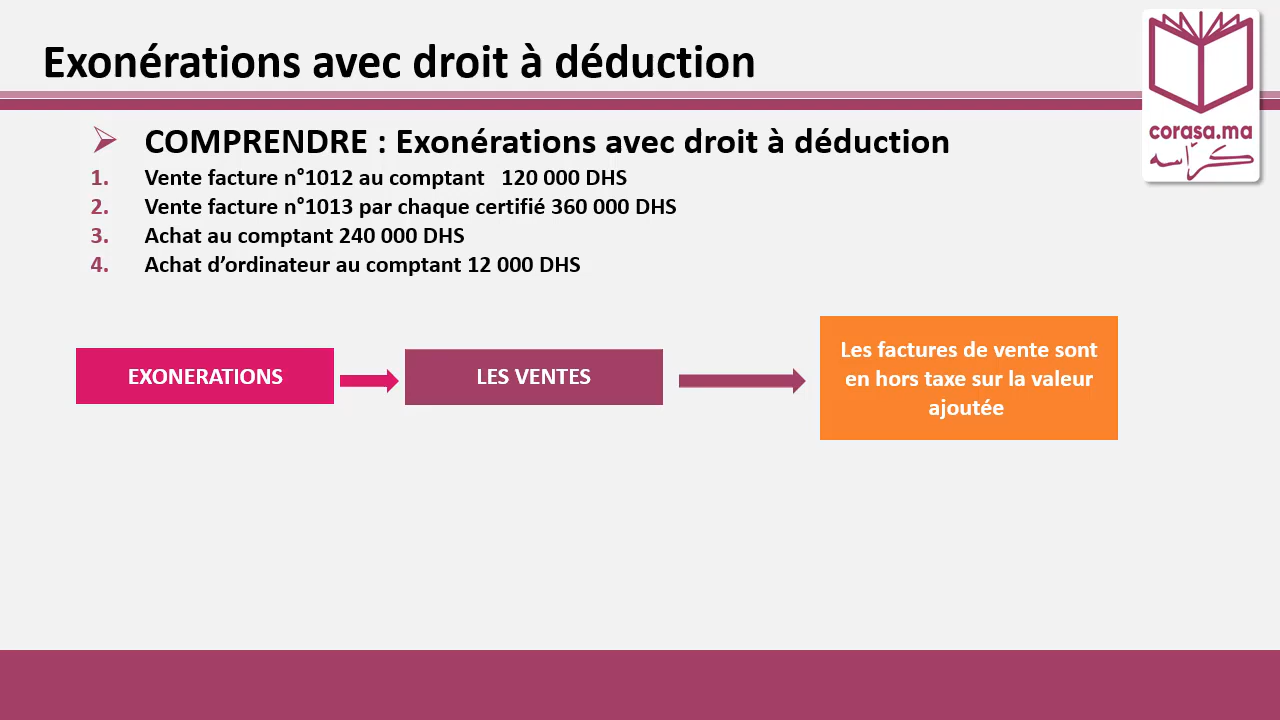 Exonérations avec droit à déduction
corasa.ma
كرّاسة
COMPRENDRE : Exonérations avec droit à déduction
1. Vente facture n°1012 au comptant 120 000 DHS
2. Vente facture n°1013 par chaque certifié 360 000 DHS
3. Achat au comptant 240 000 DHS
4. Achat d’ordinateur au comptant 12 000 DHS
EXONERATIONS
LES VENTES
Les factures de vente sont
en hors taxe sur la valeur
ajoutée